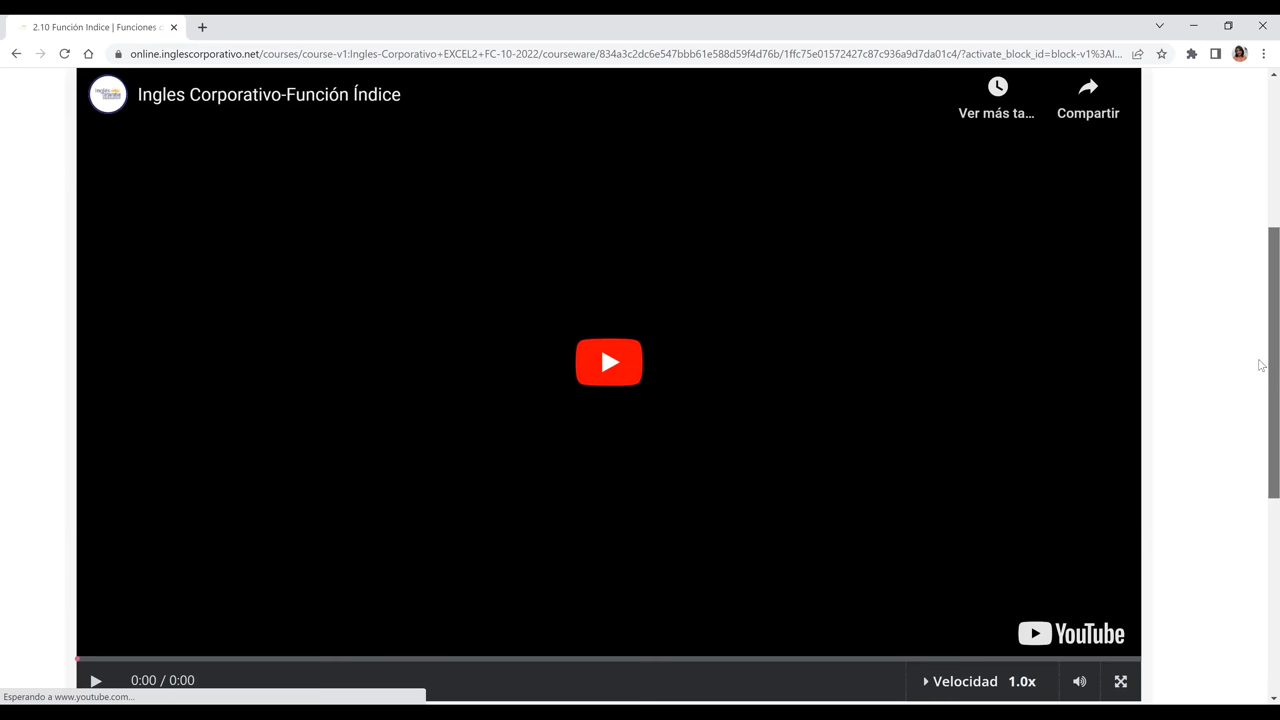 2.10 Función Indice | Funciones
online.inglescorporativo.net/courses/course-v1:Ingles-Corporativo+EXCEL2+FC-10-2022/courseware/834a3c2dc6e547bbb61e588d59f4d76b/1ffc75e01572427c87c936a9d7da01c4/?activate_block_id=block-v1%3AI...
Ingles Corporativo-Función Índice
Ver más ta...
Compartir
YouTube
0:00 / 0:00
Velocidad 1.0x
Esperando a www.youtube.com...